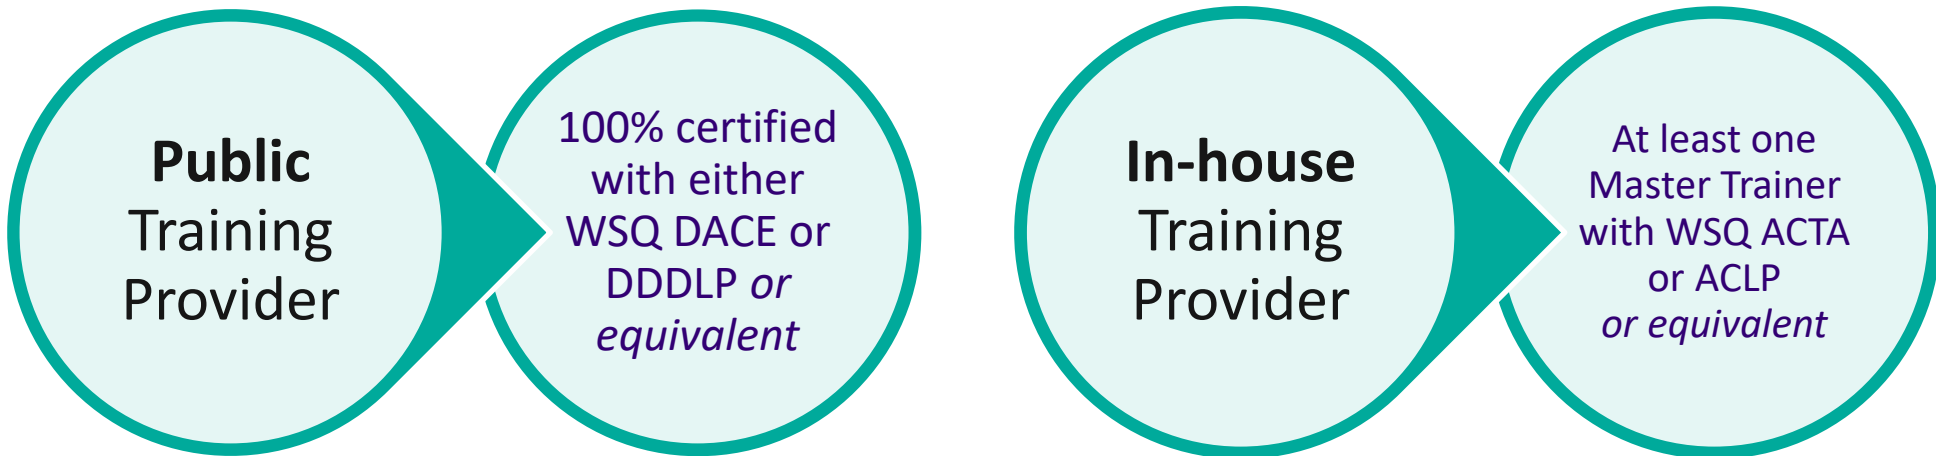 Public
Training
Provider
100% certified
with either
WSQ DACE or
DDDLP or
equivalent
In-house
Training
Provider
At least one
Master Trainer
with WSQ ACTA
or ACLP
or equivalent